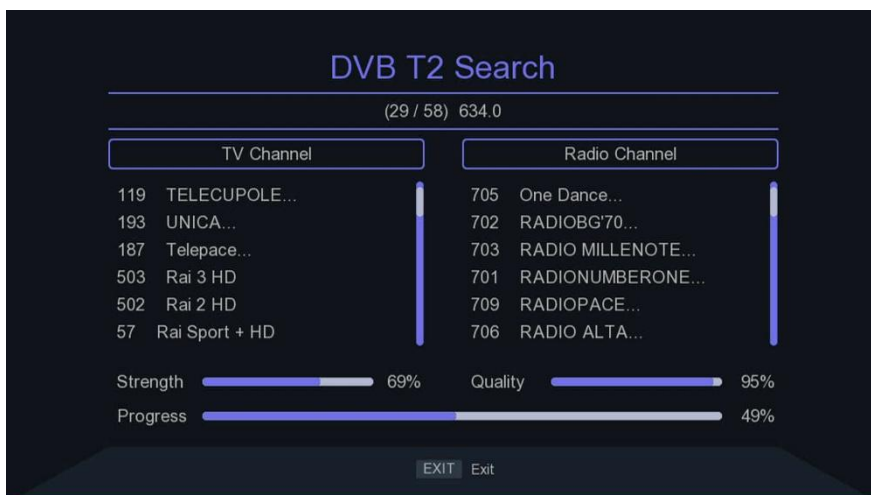 DVB T2 Search
(29 / 58) 634.0
TV Channel
119 TELECUPOLE...
193 UNICA...
187 Telepace...
503 Rai 3 HD
502 Rai 2 HD
57 Rai Sport + HD
Radio Channel
705 One Dance...
702 RADIOBG'70...
703 RADIO MILLENOTE...
701 RADIONUMBERONE...
709 RADIOPACE...
706 RADIO ALTA...
Strength 69%
Quality 95%
Progress 49%
EXIT Exit